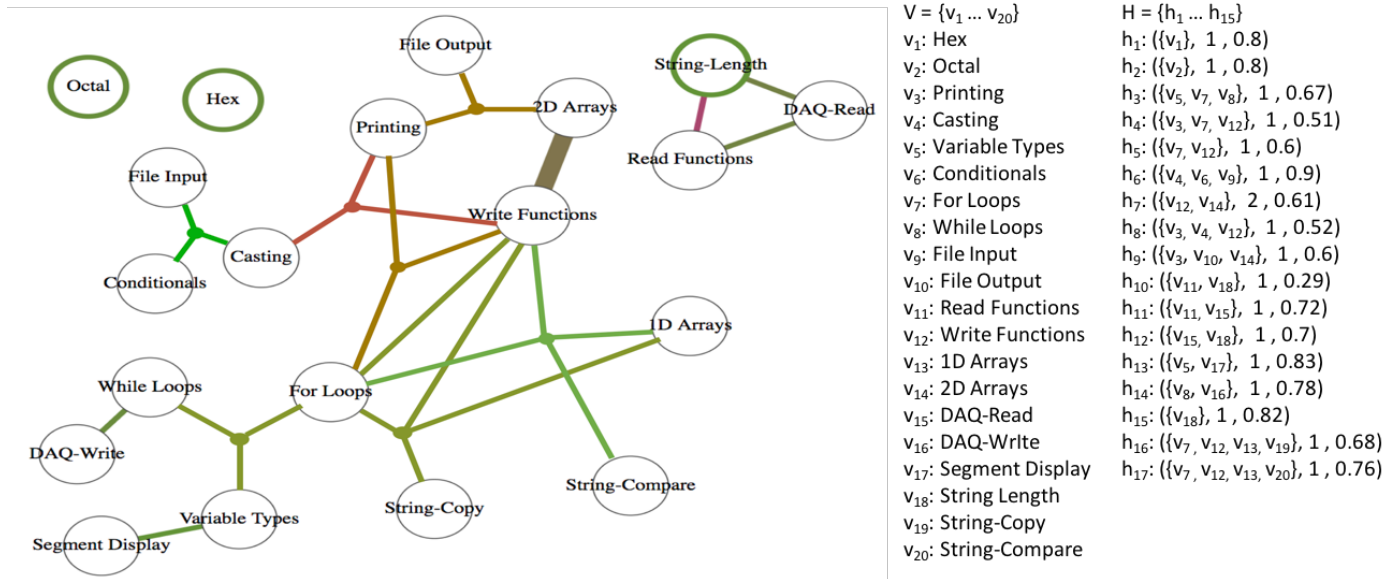 File Output
Octal
Hex
String-Length
2D Arrays
DAQ-Read
Printing
Read Functions
File Input
Write Functions
Casting
Conditionals
1D Arrays
While Loops
For Loops
DAQ-Write
String-Compare
String-Copy
Variable Types
Segment Display
V = {v₁ ... v₂₀}
v₁: Hex
v₂: Octal
v₃: Printing
v₄: Casting
v₅: Variable Types
v₆: Conditionals
v₇: For Loops
v₈: While Loops
v₉: File Input
v₁₀: File Output
v₁₁: Read Functions
v₁₂: Write Functions
v₁₃: 1D Arrays
v₁₄: 2D Arrays
v₁₅: DAQ-Read
v₁₆: DAQ-WrIte
v₁₇: Segment Display
v₁₈: String Length
v₁₉: String-Copy
v₂₀: String-Compare
H = {h₁ ... h₁₅}
h₁: ({v₁}, 1 , 0.8)
h₂: ({v₂}, 1 , 0.8)
h₃: ({v₅, v₇, v₈}, 1 , 0.67)
h₄: ({v₃, v₇, v₁₂}, 1 , 0.51)
h₅: ({v₇, v₁₂}, 1 , 0.6)
h₆: ({v₄, v₆, v₉}, 1 , 0.9)
h₇: ({v₁₂, v₁₄}, 2 , 0.61)
h₈: ({v₃, v₄, v₁₂}, 1 , 0.52)
h₉: ({v₃, v₁₀, v₁₄}, 1 , 0.6)
h₁₀: ({v₁₁, v₁₈}, 1 , 0.29)
h₁₁: ({v₁₁, v₁₅}, 1 , 0.72)
h₁₂: ({v₁₅, v₁₈}, 1 , 0.7)
h₁₃: ({v₅, v₁₇}, 1 , 0.83)
h₁₄: ({v₈, v₁₆}, 1 , 0.78)
h₁₅: ({v₁₈}, 1 , 0.82)
h₁₆: ({v₇ , v₁₂, v₁₃, v₁₉}, 1 , 0.68)
h₁₇: ({v₇ , v₁₂, v₁₃, v₂₀}, 1 , 0.76)